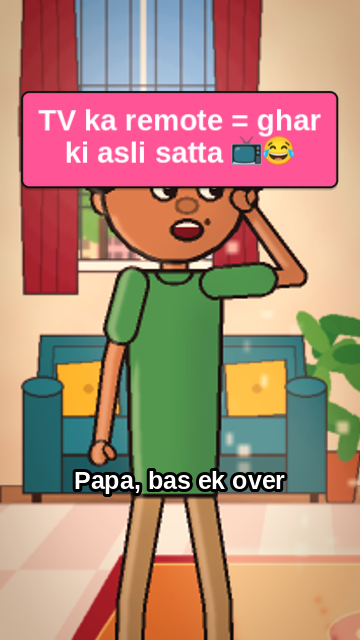 TV ka remote = ghar
ki asli satta 📺😂
Papa, bas ek over